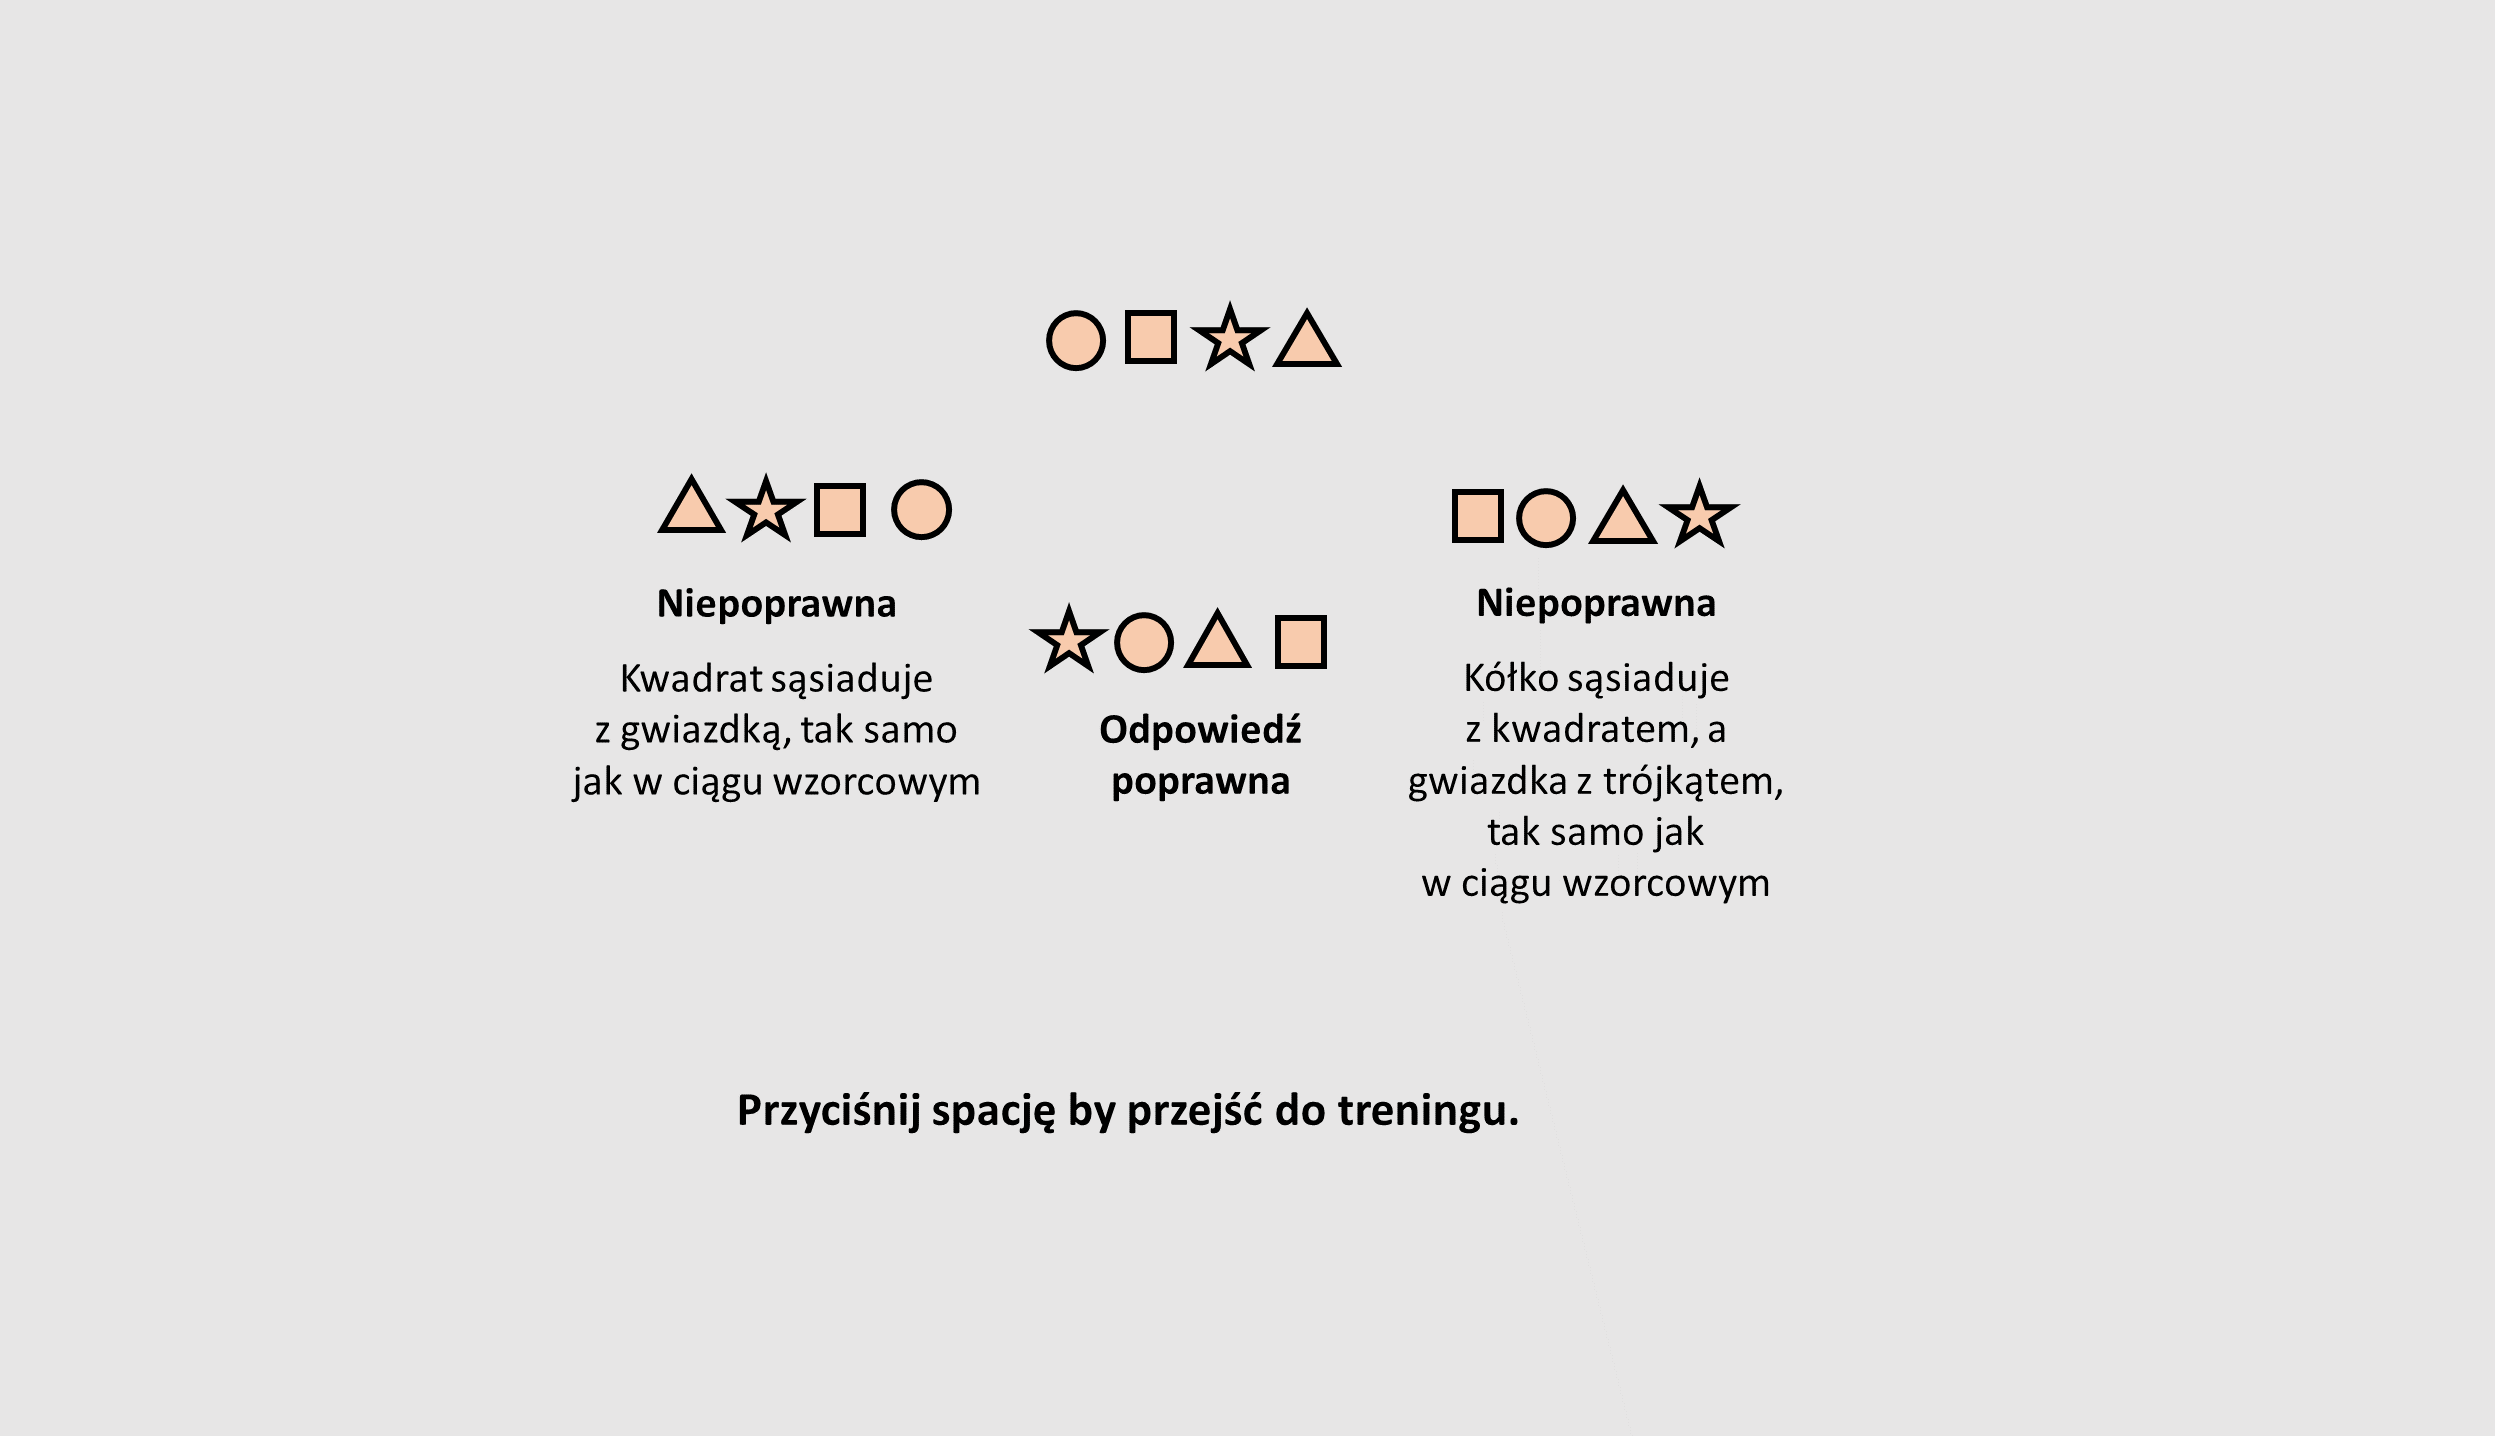 Niepoprawna
Kwadrat sąsiaduje
z gwiazdką, tak samo
jak w ciągu wzorcowym
Odpowiedź
poprawna
Niepoprawna
Kółko sąsiaduje
z kwadratem, a
gwiazdka z trójkątem,
tak samo jak
w ciągu wzorcowym
Przyciśnij spację by przejść do treningu.